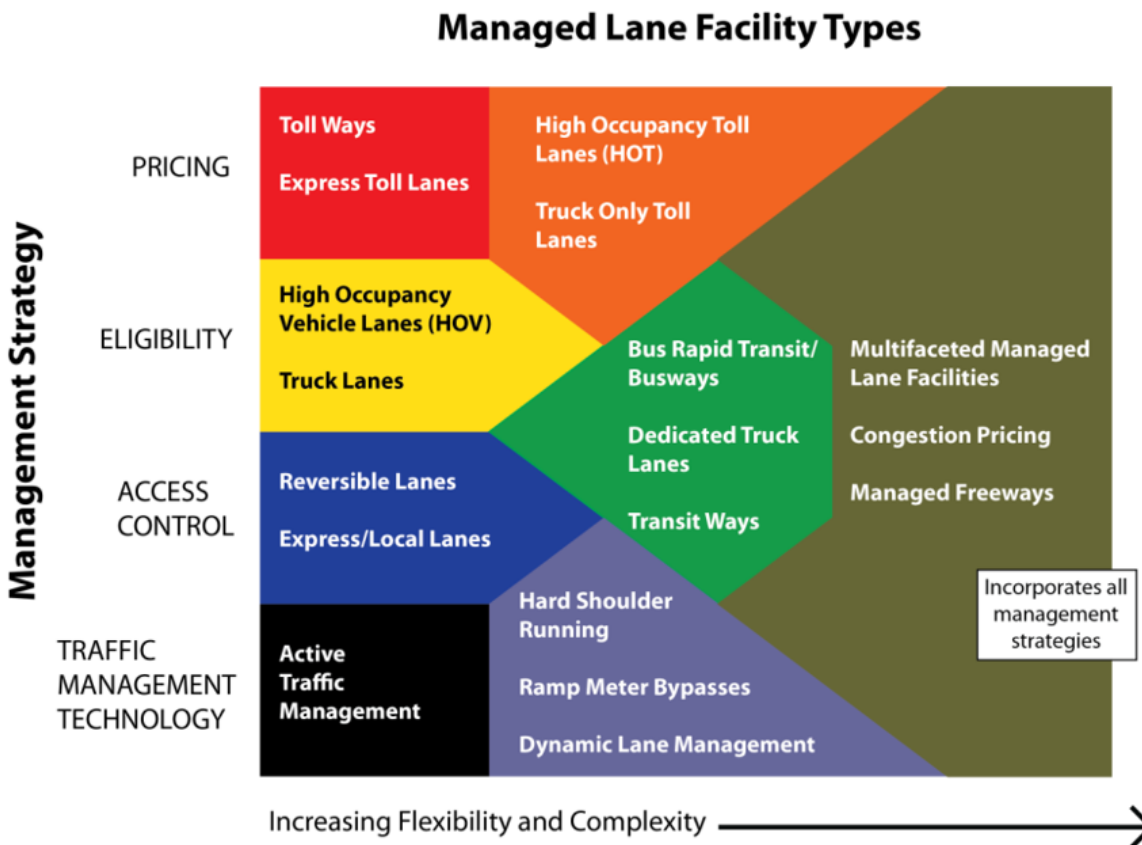 Managed Lane Facility Types
Management Strategy
PRICING
Toll Ways
Express Toll Lanes
High Occupancy Toll
Lanes (HOT)
Truck Only Toll
Lanes
ELIGIBILITY
High Occupancy
Vehicle Lanes (HOV)
Truck Lanes
Bus Rapid Transit/
Busways
Dedicated Truck
Lanes
Transit Ways
Multifaceted Managed
Lane Facilities
Congestion Pricing
Managed Freeways
ACCESS
CONTROL
Reversible Lanes
Express/Local Lanes
Incorporates all
management
strategies
TRAFFIC
MANAGEMENT
TECHNOLOGY
Active
Traffic
Management
Hard Shoulder
Running
Ramp Meter Bypasses
Dynamic Lane Management
Increasing Flexibility and Complexity